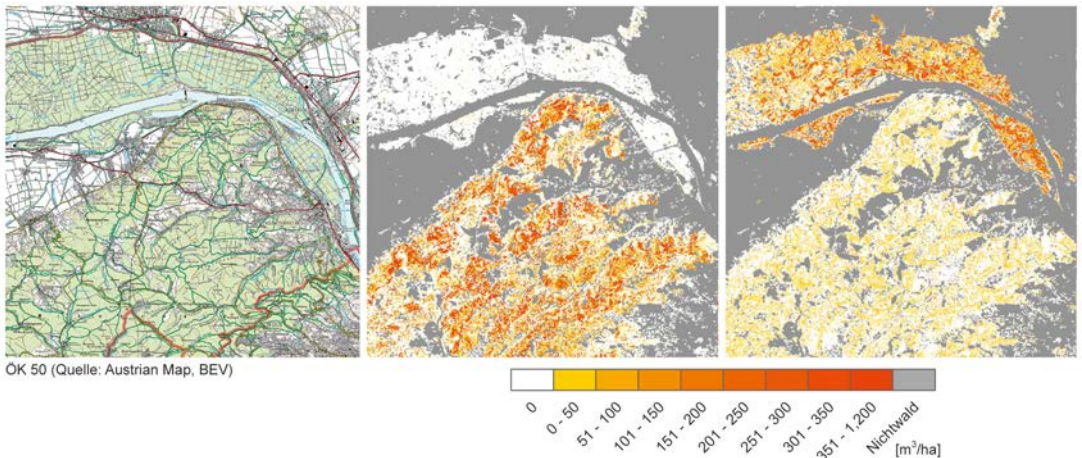 ÖK 50 (Quelle: Austrian Map, BEV)
0
0 - 50
51 - 100
101 - 150
151 - 200
201 - 250
251 - 300
301 - 350
351 - 1,200
Nichtwald
[m³/ha]